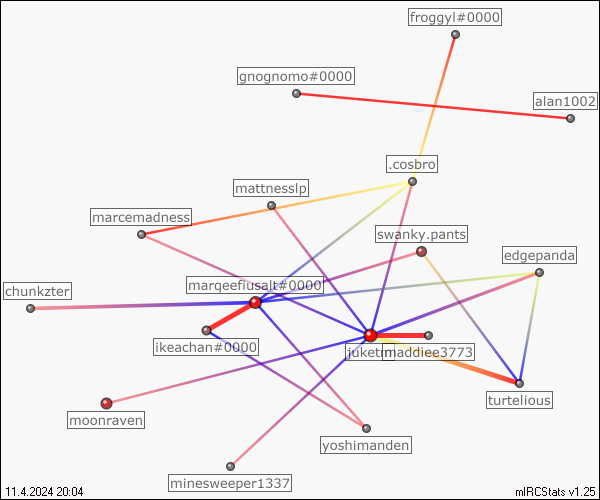 froggyl#0000
gnognomo#0000
alan1002
.cosbro
mattnesslp
marcemadness
swanky.pants
edgepanda
marqeefiusalt#0000
chunkzter
ikeachan#0000
maddiee3773
turtelious
moonraven
yoshimanden
minesweeper1337
11.4.2024 20:04
mIRCStats v1.25